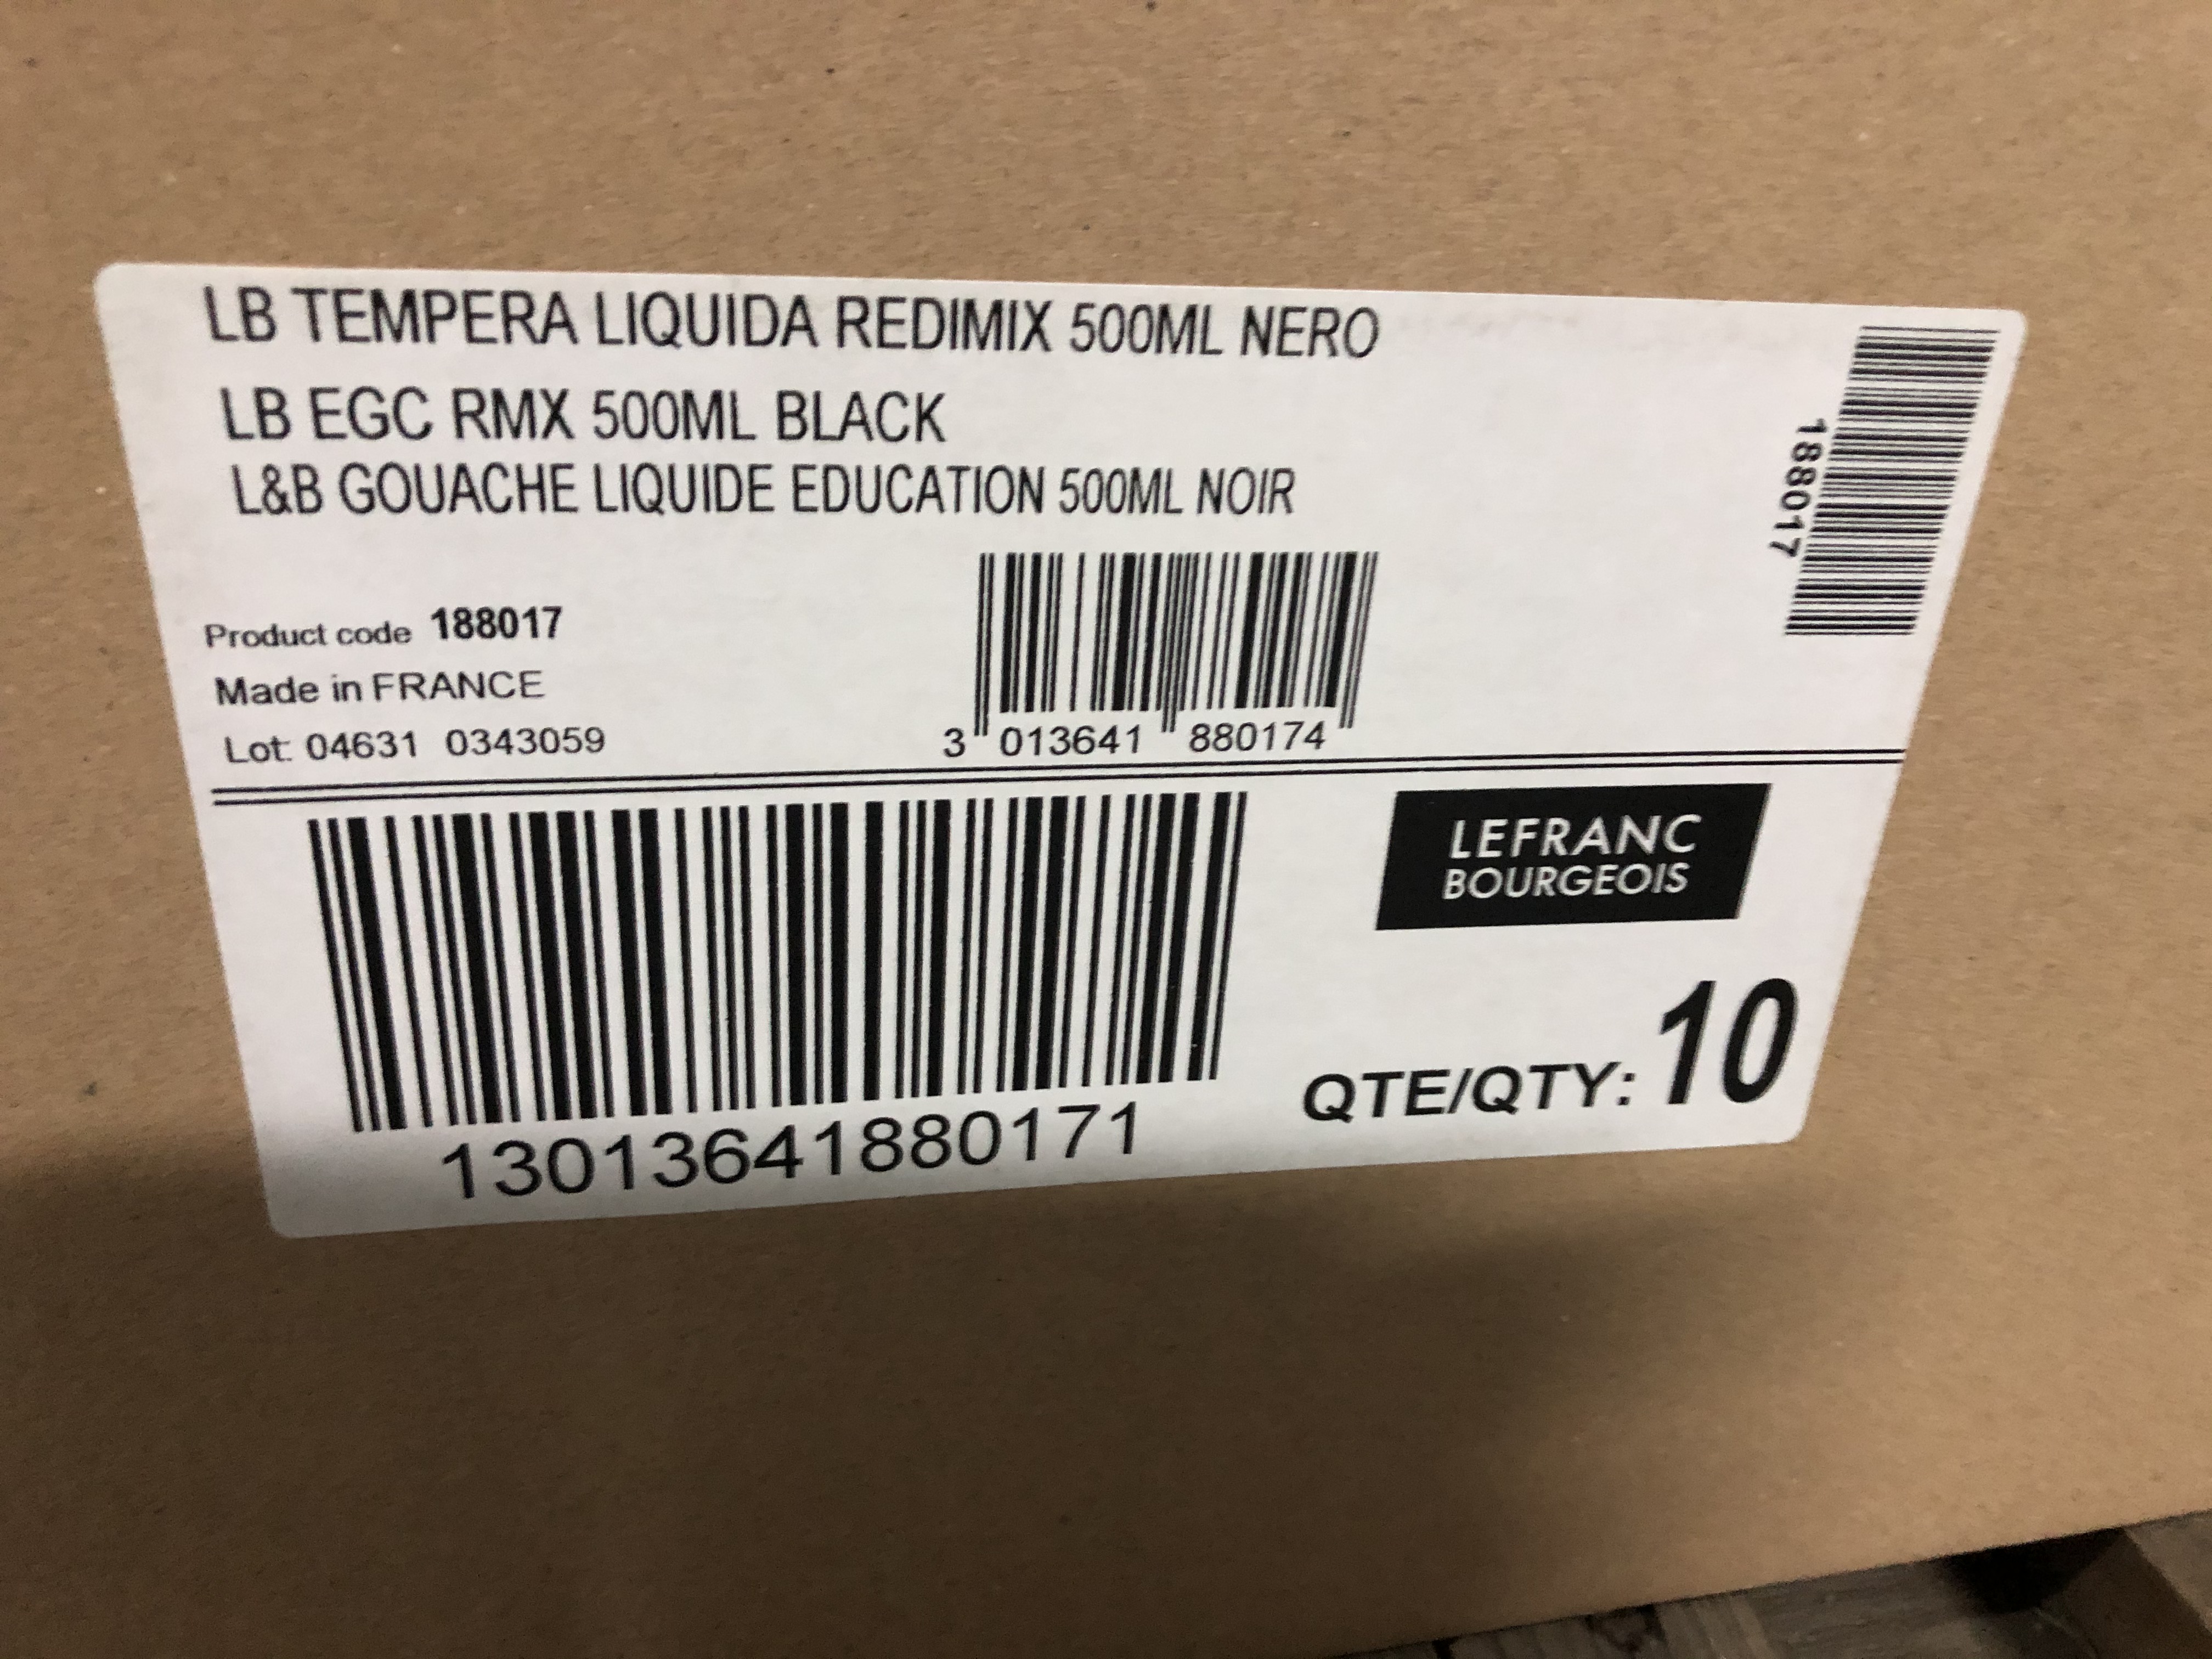 LB TEMPERA LIQUIDA REDIMIX 500ML NERO
LB EGC RMX 500ML BLACK
L&B GOUACHE LIQUIDE EDUCATION 500ML NOIR
188017
Product code 188017
Made in FRANCE
Lot: 04631 0343059
3 013641 880174
LEFRANC
BOURGEOIS
QTE/QTY: 10
13013641880171